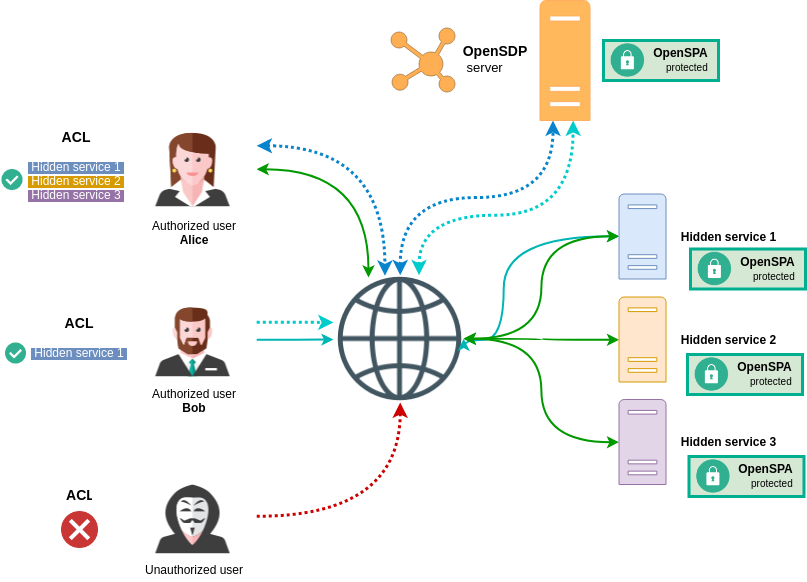 OpenSDP
server
OpenSPA
protected
ACL
Hidden service 1
Hidden service 2
Hidden service 3
Authorized user
Alice
Hidden service 1
OpenSPA
protected
ACL
Hidden service 1
Authorized user
Bob
Hidden service 2
OpenSPA
protected
Hidden service 3
OpenSPA
protected
ACL
Unauthorized user